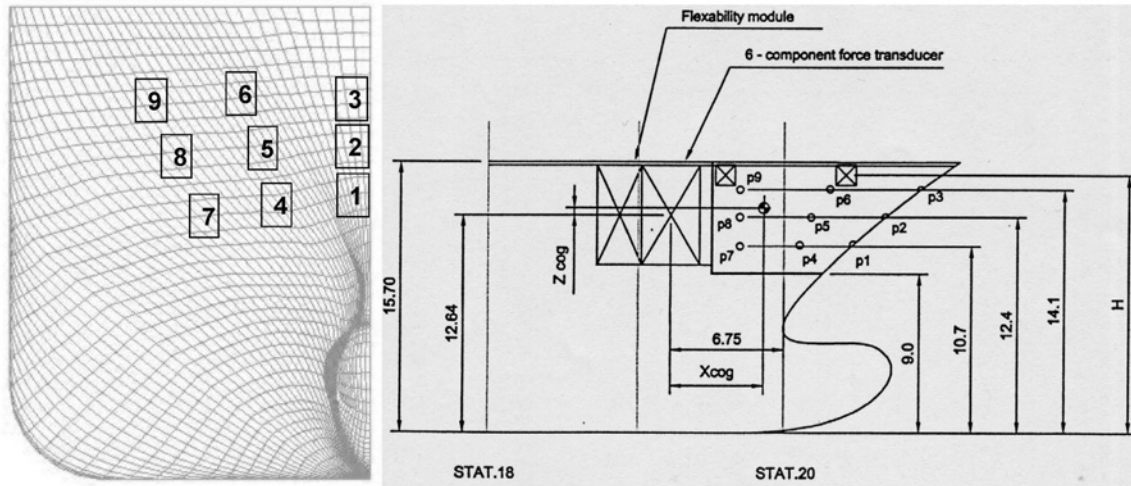 9
6
3
8
5
2
7
4
1
Flexability module
6 - component force transducer
p9
p6
p3
p8
p5
p2
p7
p4
p1
Z cog
15.70
12.64
6.75
Xcog
9.0
10.7
12.4
14.1
H
STAT.18
STAT.20